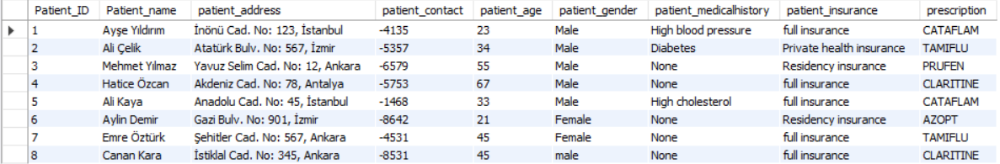 Patient_ID Patient_name patient_address patient_contact patient_age patient_gender patient_medicalhistory patient_insurance prescription
1 Ayşe Yıldırım İnönü Cad. No: 123, İstanbul -4135 23 Male High blood pressure full insurance CATAFLAM
2 Ali Çelik Atatürk Bulv. No: 567, İzmir -5357 34 Male Diabetes Private health insurance TAMIFLU
3 Mehmet Yılmaz Yavuz Selim Cad. No: 12, Ankara -6579 55 Male None Residency insurance PRUFEN
4 Hatice Özcan Akdeniz Cad. No: 78, Antalya -5753 67 Male None full insurance CLARITINE
5 Ali Kaya Anadolu Cad. No: 45, İstanbul -1468 33 Male High cholesterol full insurance CATAFLAM
6 Aylin Demir Gazi Bulv. No: 901, İzmir -8642 21 Female None Residency insurance AZOPT
7 Emre Öztürk Şehitler Cad. No: 567, Ankara -4531 45 Female None full insurance TAMIFLU
8 Canan Kara İstiklal Cad. No: 345, Ankara -8531 45 male None full insurance CLARITINE